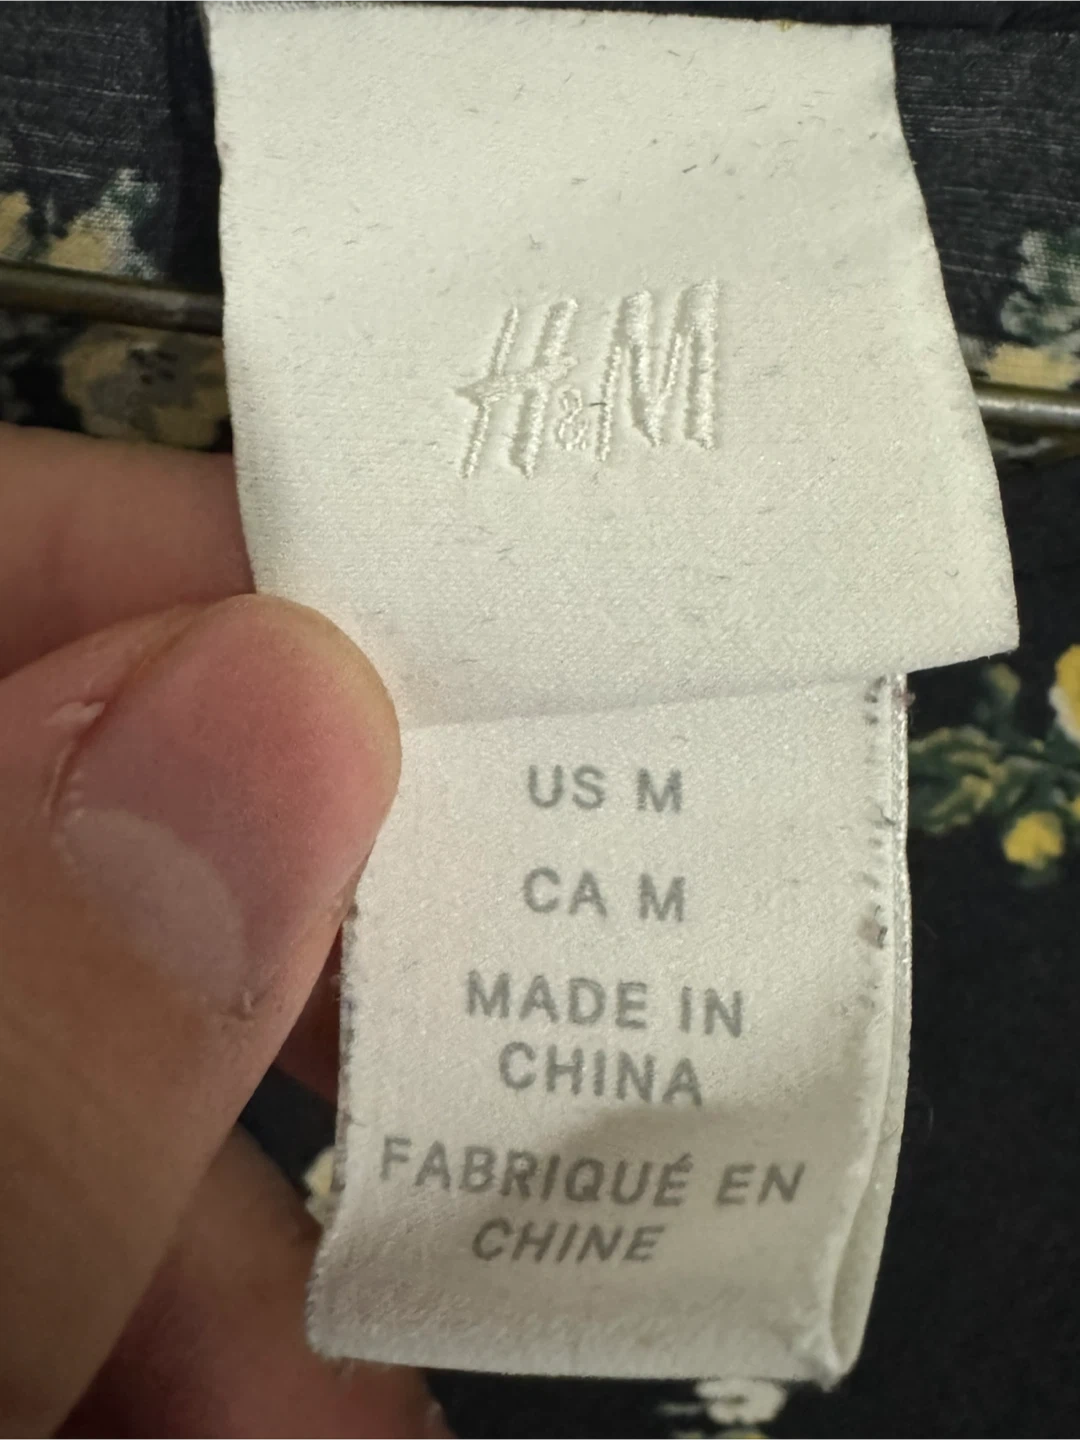 H&M
US M
CA M
MADE IN
CHINA
FABRIQUÉ EN
CHINE